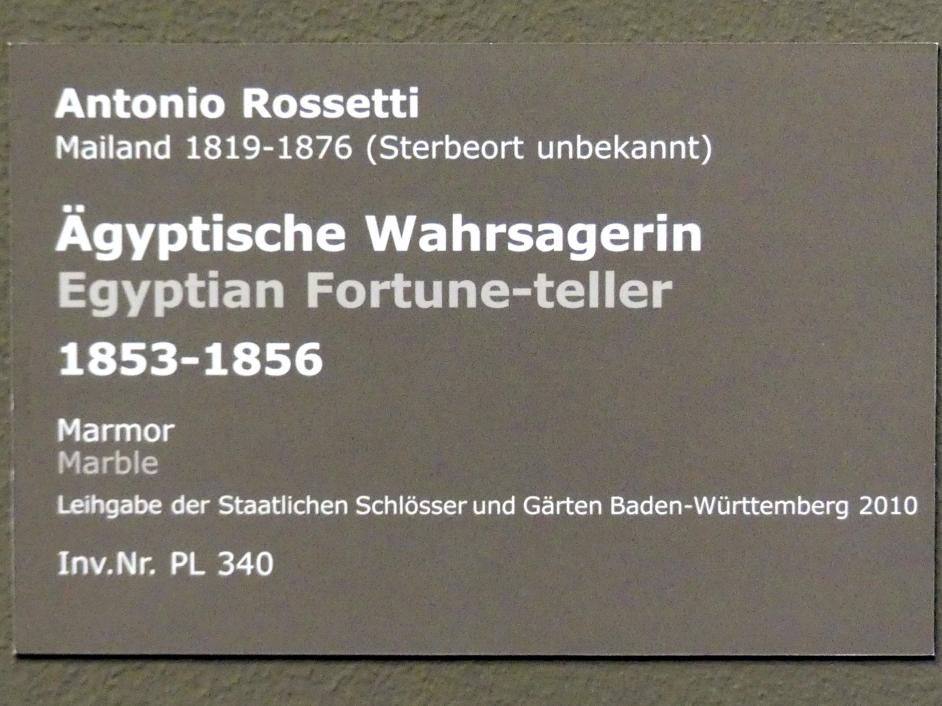 Antonio Rossetti
Mailand 1819-1876 (Sterbeort unbekannt)
Ägyptische Wahrsagerin
Egyptian Fortune-teller
1853-1856
Marmor
Marble
Leihgabe der Staatlichen Schlösser und Gärten Baden-Württemberg 2010
Inv.Nr. PL 340